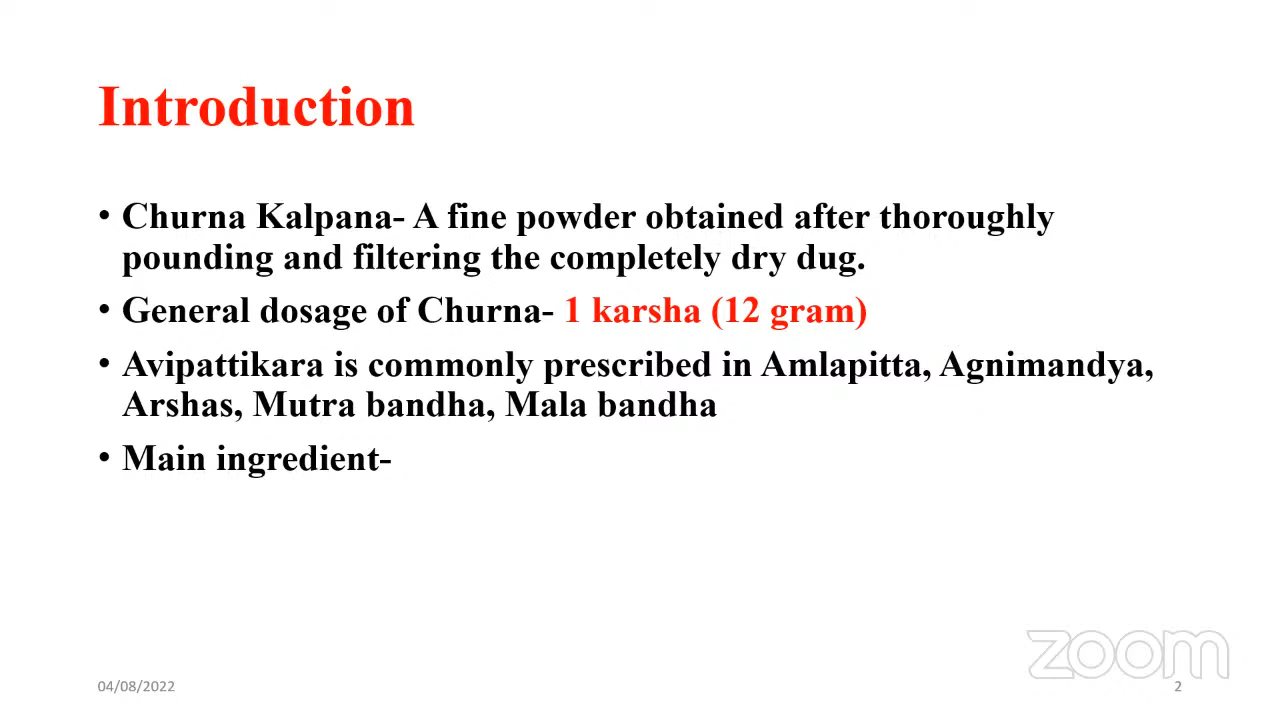 Introduction
• Churna Kalpana- A fine powder obtained after thoroughly
pounding and filtering the completely dry dug.
• General dosage of Churna- 1 karsha (12 gram)
• Avipattikara is commonly prescribed in Amlapitta, Agnimandya,
Arshas, Mutra bandha, Mala bandha
• Main ingredient-
zoom
04/08/2022
2